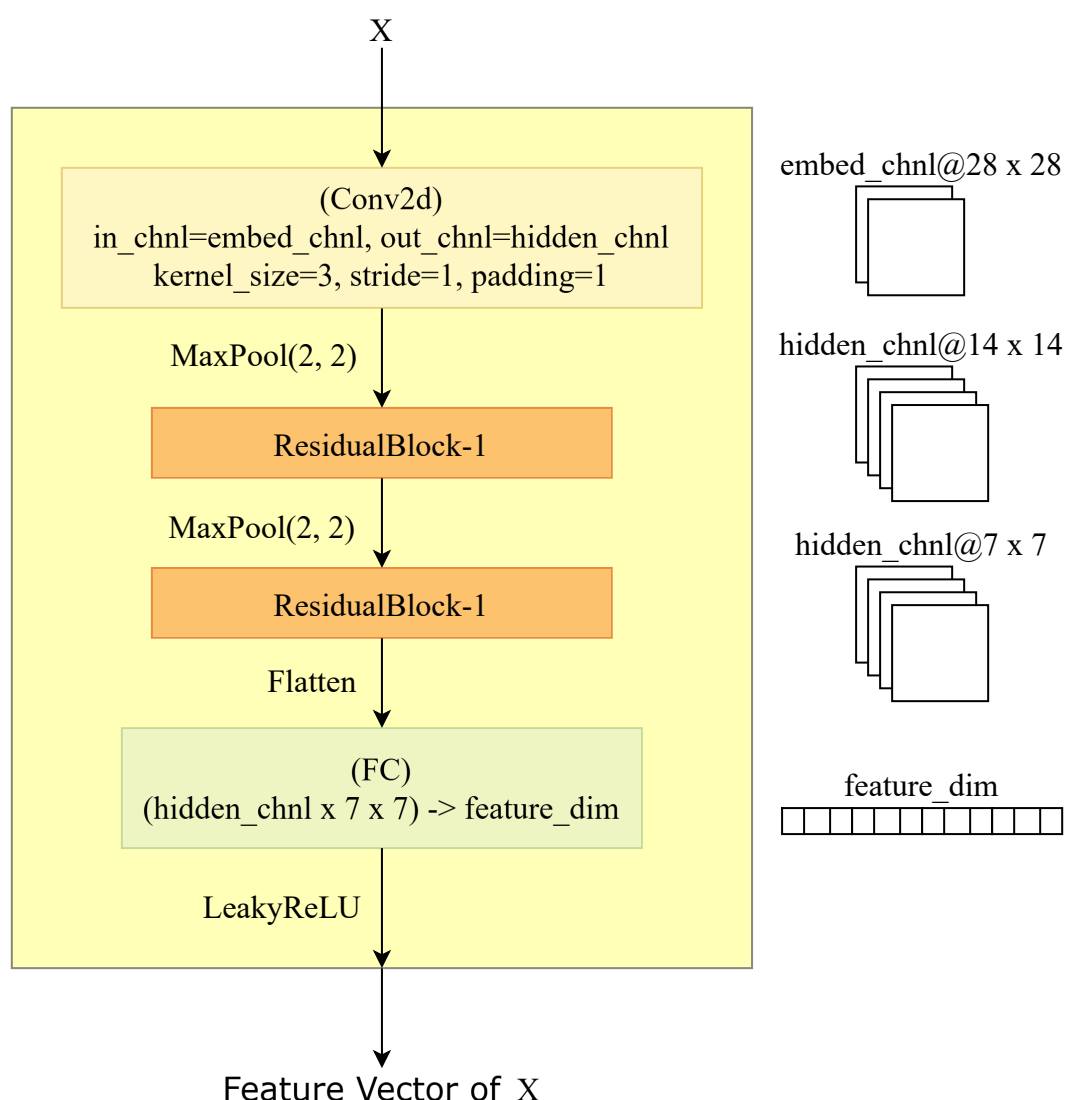 X
(Conv2d)
in_chnl=embed_chnl, out_chnl=hidden_chnl
kernel_size=3, stride=1, padding=1
embed_chnl@28 x 28
MaxPool(2, 2)
hidden_chnl@14 x 14
ResidualBlock-1
MaxPool(2, 2)
hidden_chnl@7 x 7
ResidualBlock-1
Flatten
(FC)
(hidden_chnl x 7 x 7) -> feature_dim
feature_dim
LeakyReLU
Feature Vector of X